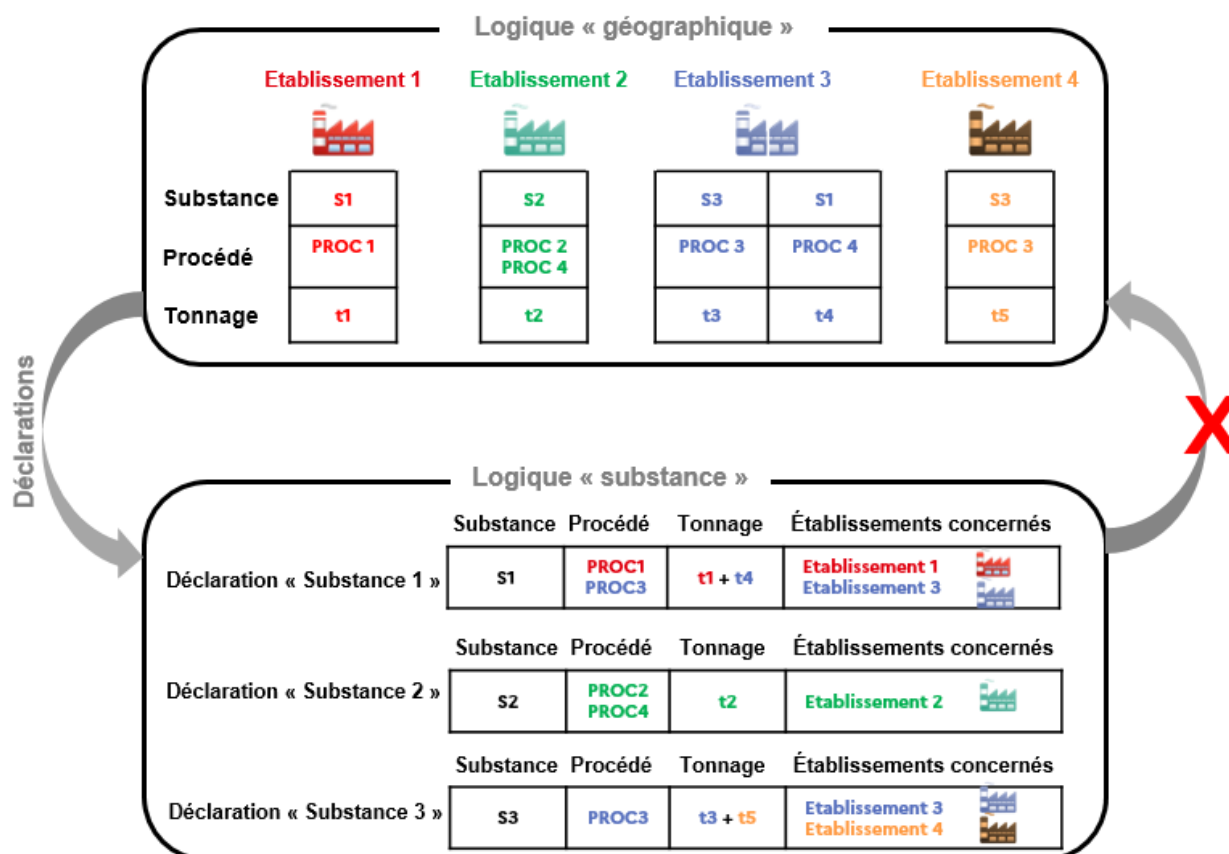 Logique « géographique »
Etablissement 1 Etablissement 2 Etablissement 3 Etablissement 4
Substance S1 S2 S3 S1 S3
Procédé PROC 1 PROC 2 PROC 3 PROC 4 PROC 3
PROC 4
Tonnage t1 t2 t3 t4 t5
Déclarations
X
Logique « substance »
Substance Procédé Tonnage Établissements concernés
Déclaration « Substance 1 » S1 PROC1 t1 + t4 Etablissement 1
PROC3 Etablissement 3
Substance Procédé Tonnage Établissements concernés
Déclaration « Substance 2 » S2 PROC2 t2 Etablissement 2
PROC4
Substance Procédé Tonnage Établissements concernés
Déclaration « Substance 3 » S3 PROC3 t3 + t5 Etablissement 3
Etablissement 4